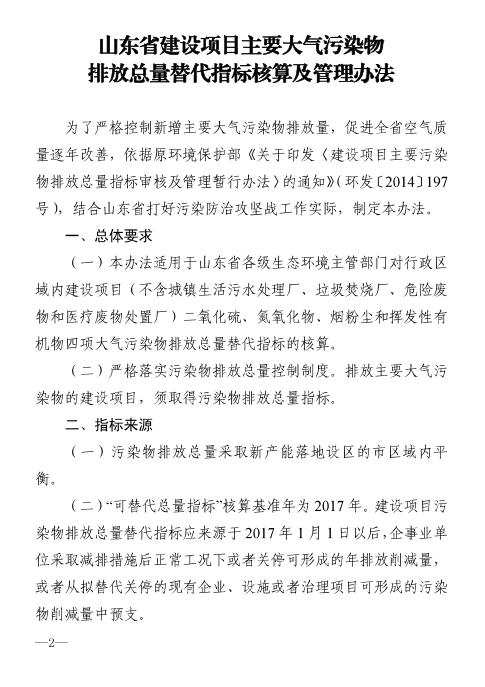 山东省建设项目主要大气污染物
排放总量替代指标核算及管理办法
为了严格控制新增主要大气污染物排放量，促进全省空气质
量逐年改善，依据原环境保护部《关于印发〈建设项目主要污染
物排放总量指标审核及管理暂行办法〉的通知》（环发〔2014〕197
号），结合山东省打好污染防治攻坚战工作实际，制定本办法。
一、总体要求
（一）本办法适用于山东省各级生态环境主管部门对行政区
域内建设项目（不含城镇生活污水处理厂、垃圾焚烧厂、危险废
物和医疗废物处置厂）二氧化硫、氮氧化物、烟粉尘和挥发性有
机物四项大气污染物排放总量替代指标的核算。
（二）严格落实污染物排放总量控制制度。排放主要大气污
染物的建设项目，须取得污染物排放总量指标。
二、指标来源
（一）污染物排放总量采取新产能落地设区的市区域内平
衡。
（二）“可替代总量指标”核算基准年为 2017 年。建设项目污
染物排放总量替代指标应来源于 2017 年 1 月 1 日以后，企事业单
位采取减排措施后正常工况下或者关停可形成的年排放削减量，
或者从拟替代关停的现有企业、设施或者治理项目可形成的污染
物削减量中预支。
—2—